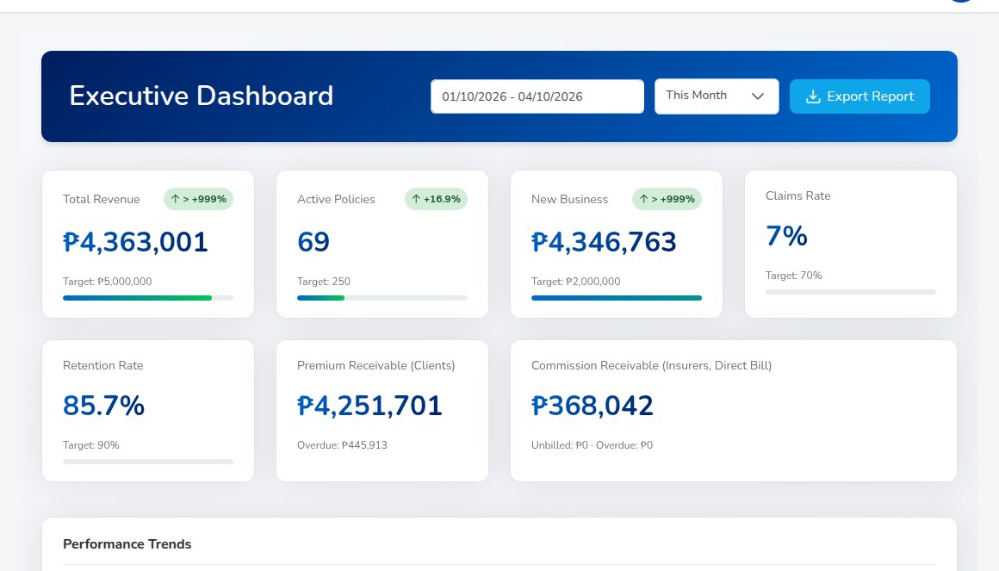 Executive Dashboard
01/10/2026 - 04/10/2026
This Month
Export Report
Total Revenue
↑ > +999%
₱4,363,001
Target: ₱5,000,000
Active Policies
↑ +16.9%
69
Target: 250
New Business
↑ > +999%
₱4,346,763
Target: ₱2,000,000
Claims Rate
7%
Target: 70%
Retention Rate
85.7%
Target: 90%
Premium Receivable (Clients)
₱4,251,701
Overdue: ₱445,913
Commission Receivable (Insurers, Direct Bill)
₱368,042
Unbilled: ₱0 · Overdue: ₱0
Performance Trends